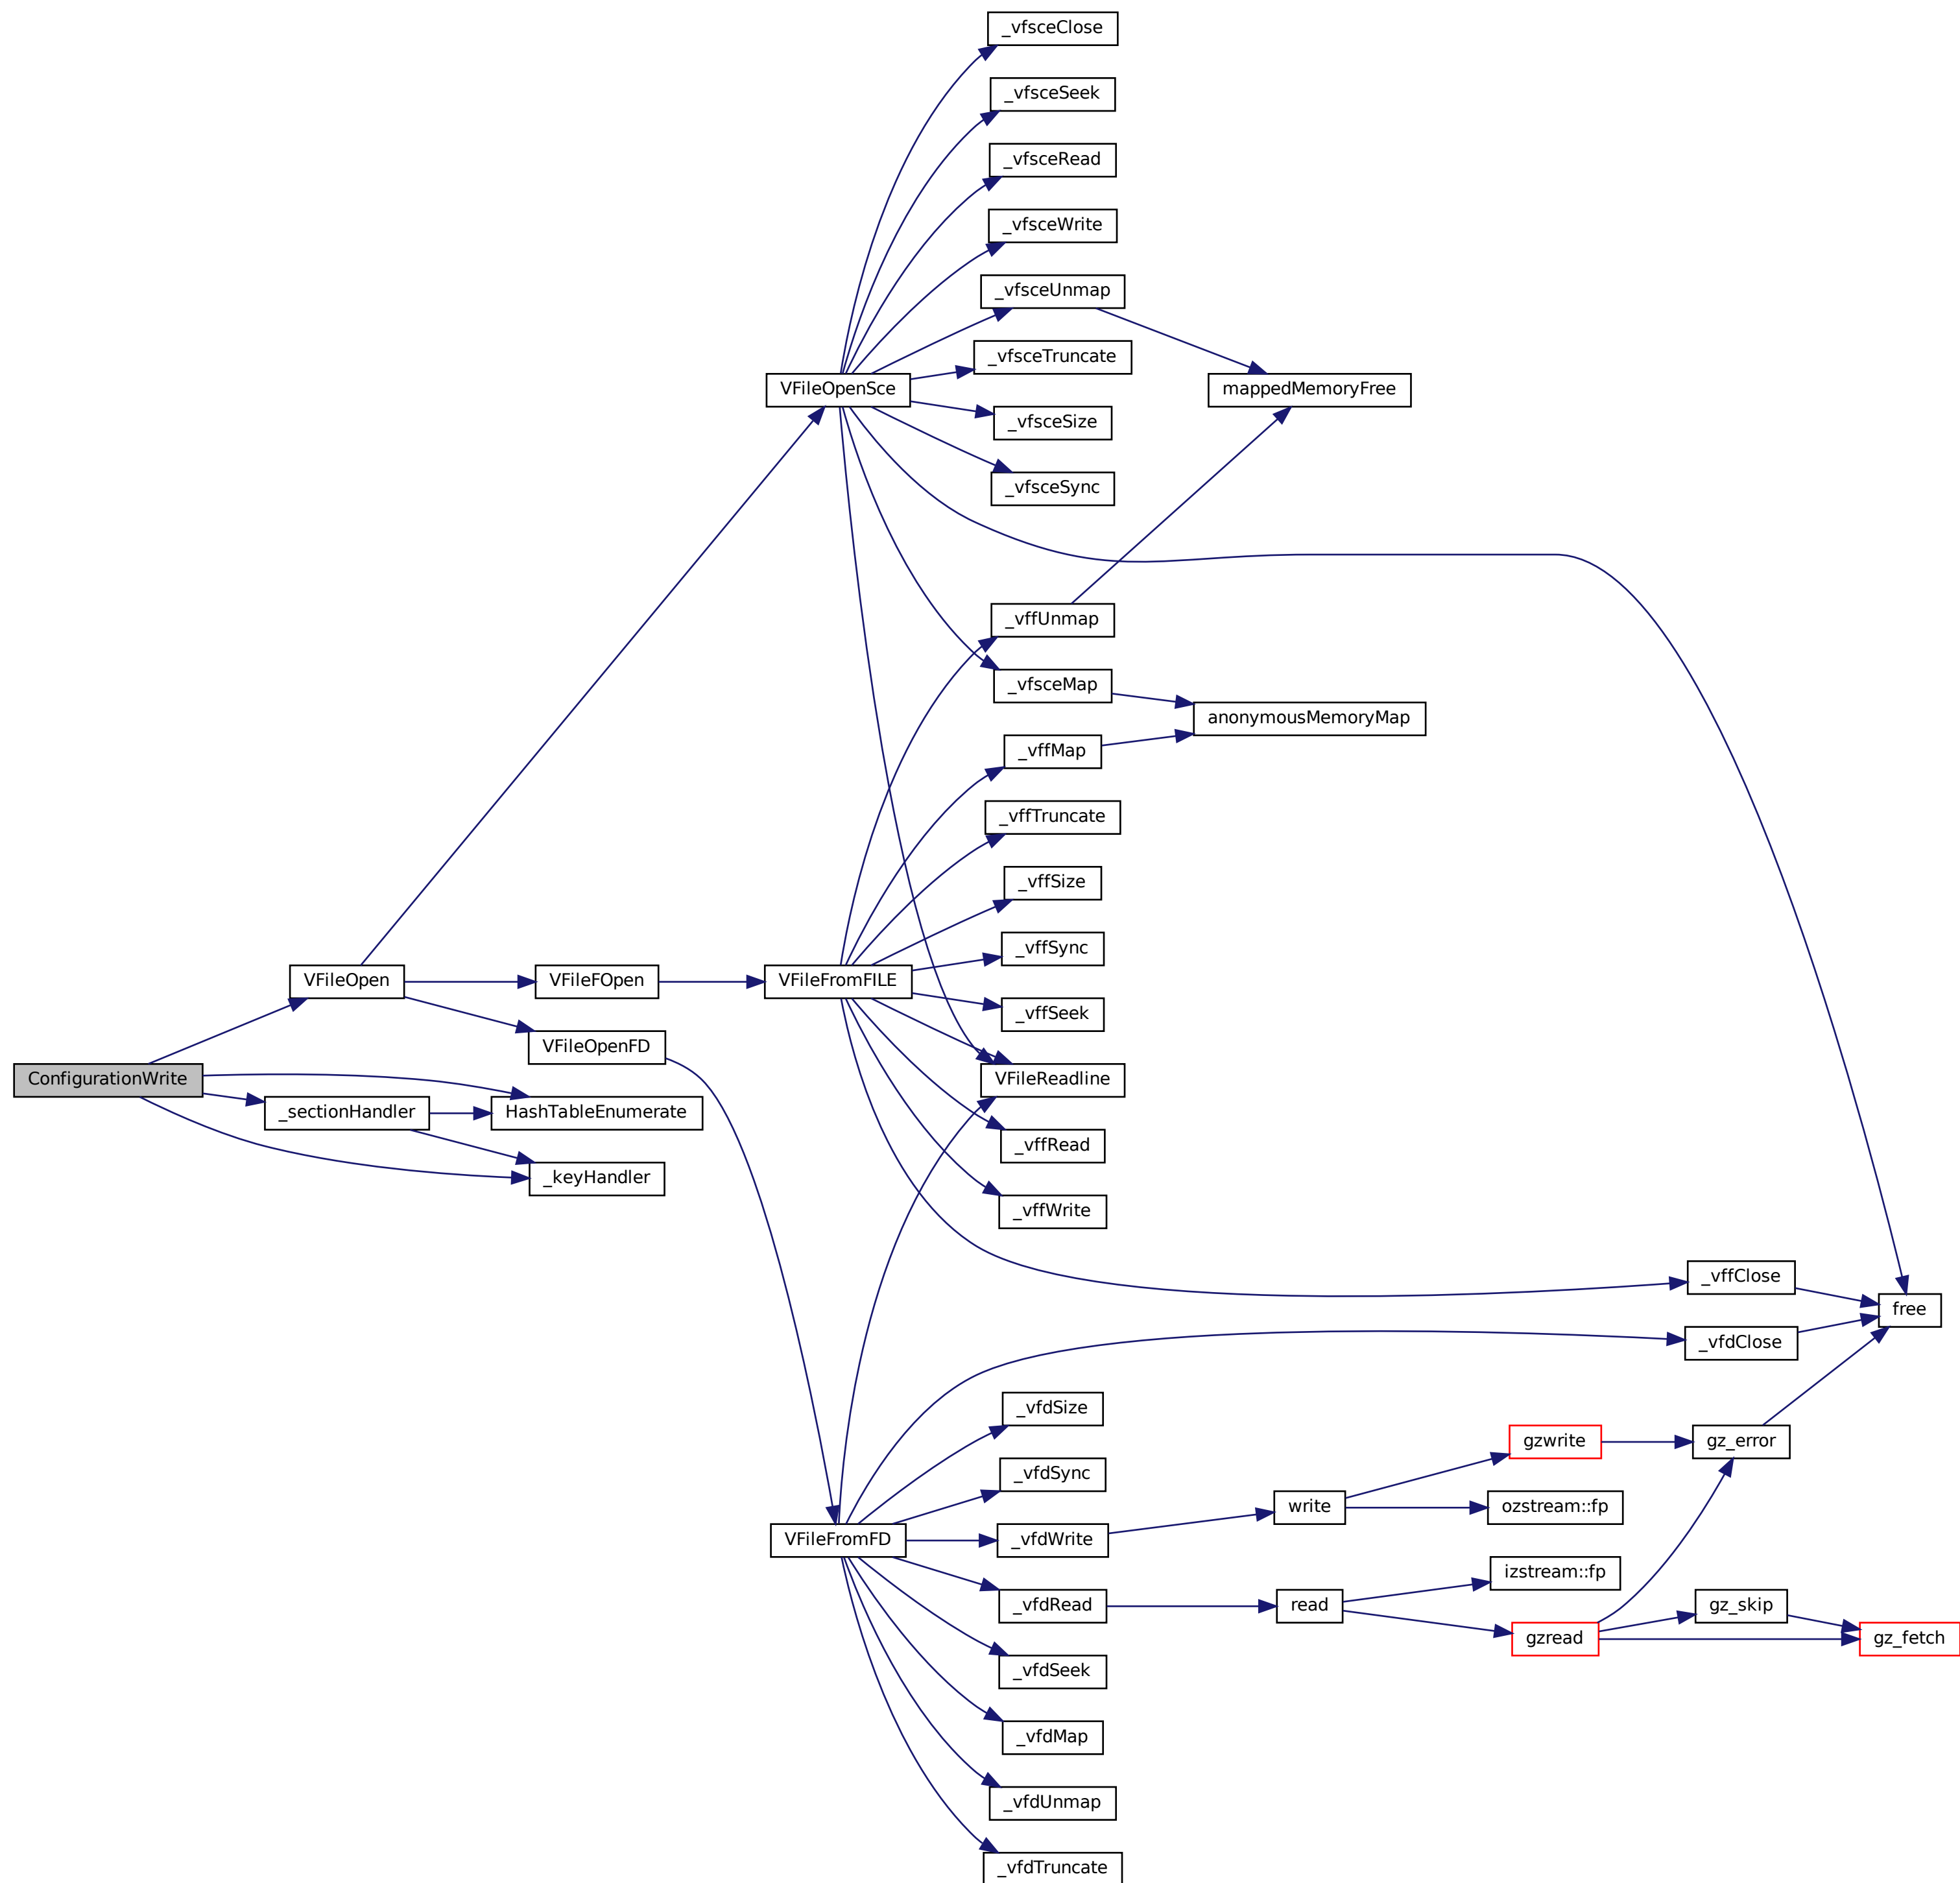 _vfsceClose
_vfsceSeek
_vfsceRead
_vfsceWrite
_vfsceUnmap
_vfsceTruncate
VFileOpenSce
mappedMemoryFree
_vfsceSize
_vfsceSync
_vffUnmap
_vfsceMap
anonymousMemoryMap
_vffMap
_vffTruncate
_vffSize
_vffSync
VFileOpen
VFileFOpen
VFileFromFILE
_vffSeek
VFileOpenFD
ConfigurationWrite
VFileReadline
_sectionHandler
HashTableEnumerate
_vffRead
_keyHandler
_vffWrite
_vffClose
free
_vfdClose
_vfdSize
gzwrite
gz_error
_vfdSync
write
ozstream::fp
VFileFromFD
_vfdWrite
izstream::fp
_vfdRead
read
gz_skip
gzread
gz_fetch
_vfdSeek
_vfdMap
_vfdUnmap
_vfdTruncate